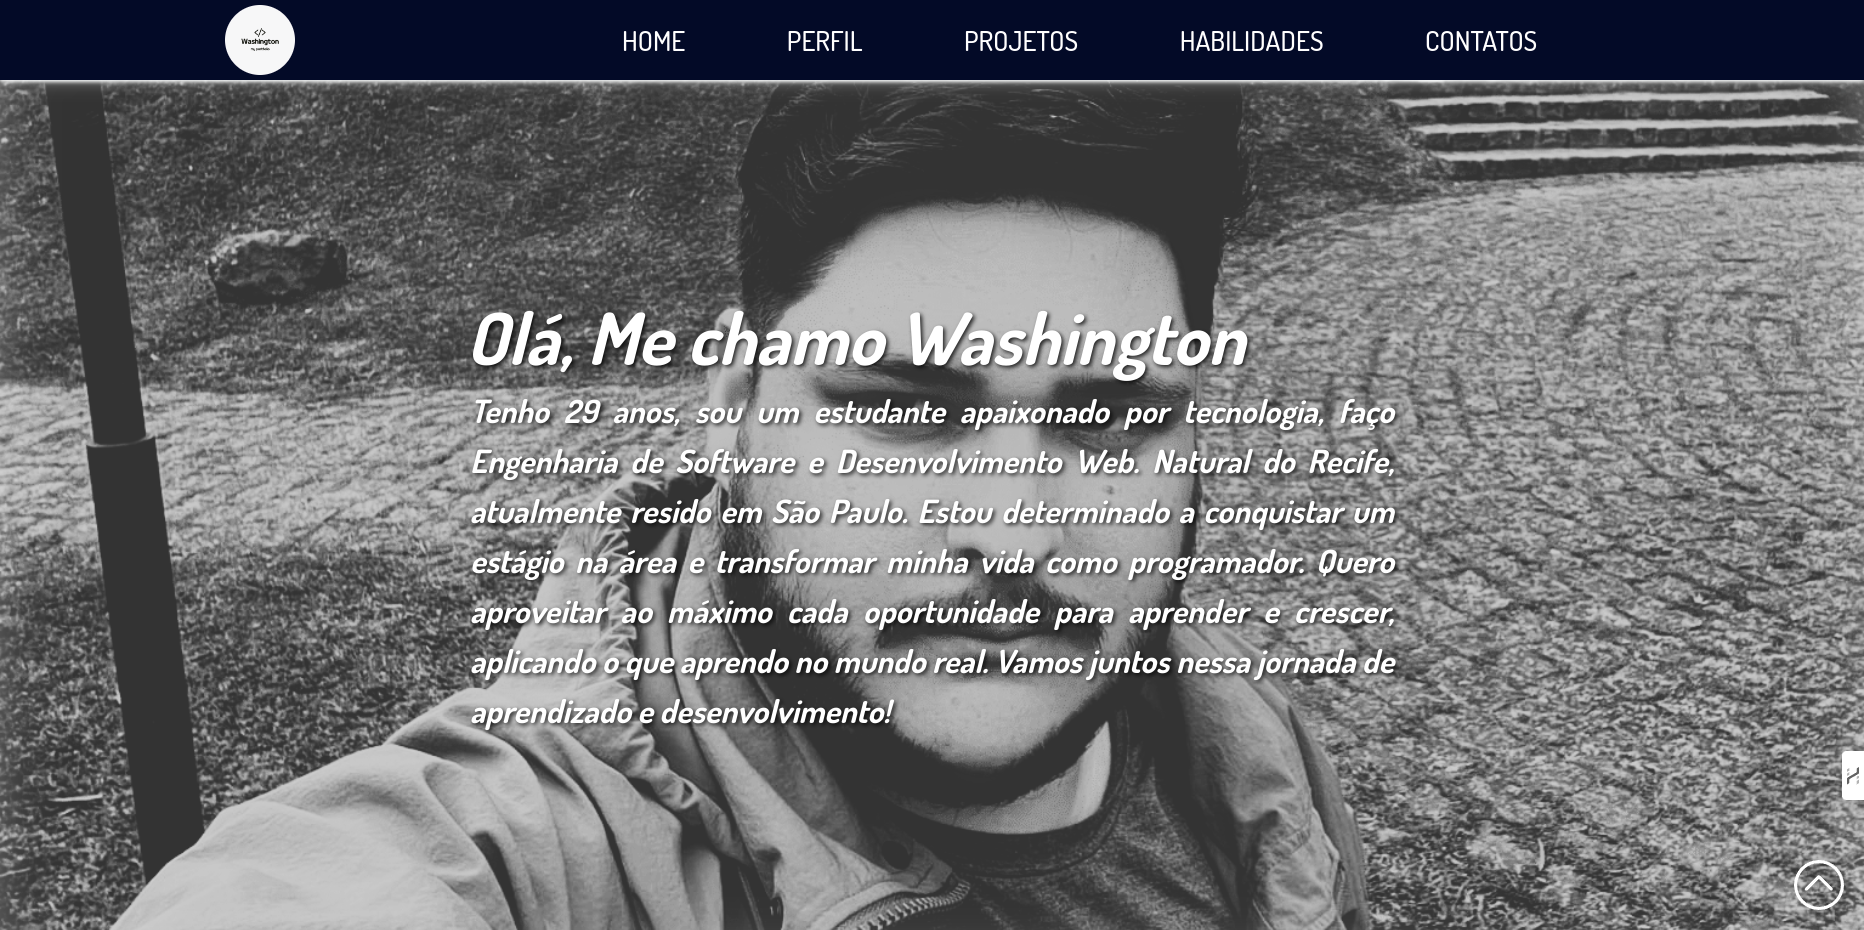 Washington
HOME PERFIL PROJETOS HABILIDADES CONTATOS
Olá, Me chamo Washington
Tenho 29 anos, sou um estudante apaixonado por tecnologia, faço
Engenharia de Software e Desenvolvimento Web. Natural do Recife,
atualmente resido em São Paulo. Estou determinado a conquistar um
estágio na área e transformar minha vida como programador. Quero
aproveitar ao máximo cada oportunidade para aprender e crescer,
aplicando o que aprendo no mundo real. Vamos juntos nessa jornada de
aprendizado e desenvolvimento!